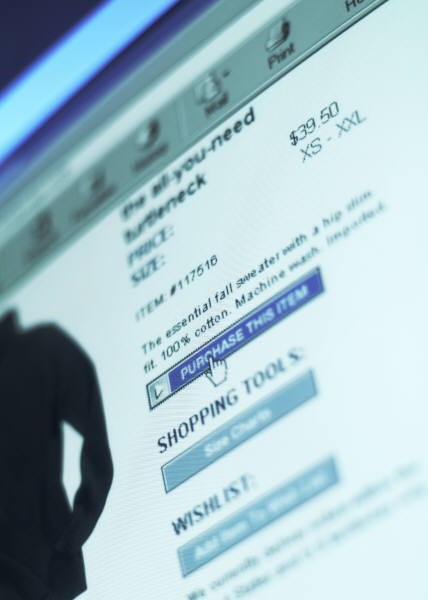 Mail
Print
the all-you-need
turtleneck
PRICE:
$39.50
SIZE:
XS - XXL
ITEM: #117516
The essential fall sweater with a hip slim
fit. 100% cotton. Machine wash. Imported.
PURCHASE THIS ITEM
SHOPPING TOOLS:
Size Charts
WISHLIST:
Add Item To Wish List